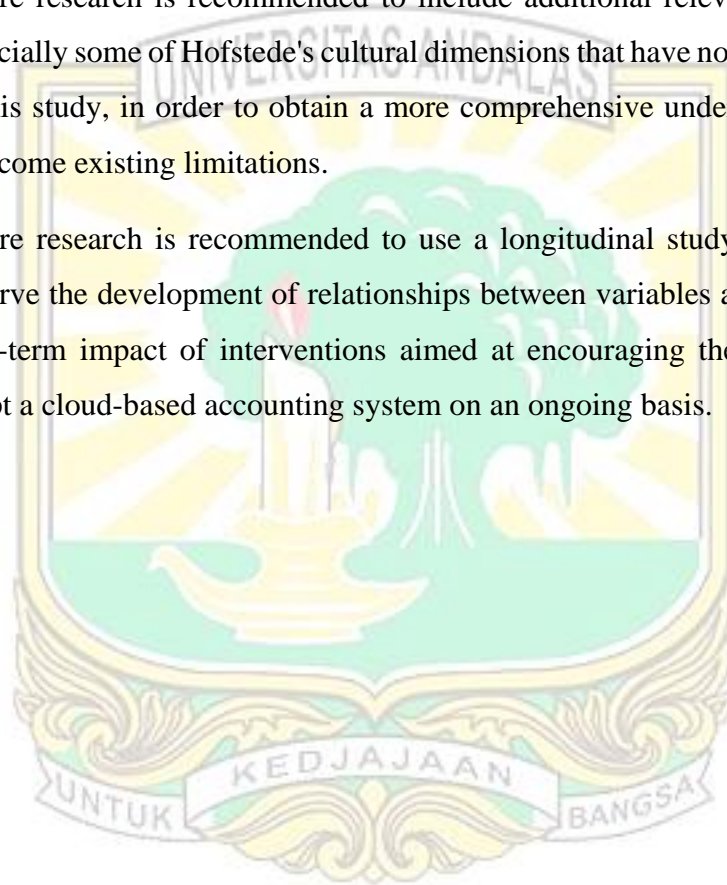 re research is recommended to include additional relev
cially some of Hofstede's cultural dimensions that have no
is study, in order to obtain a more comprehensive unde
come existing limitations.
re research is recommended to use a longitudinal study
rve the development of relationships between variables a
-term impact of interventions aimed at encouraging the
t a cloud-based accounting system on an ongoing basis.
UNIVERSITAS ANDALAS
UNTUK KEDJAJAAN BANGSA